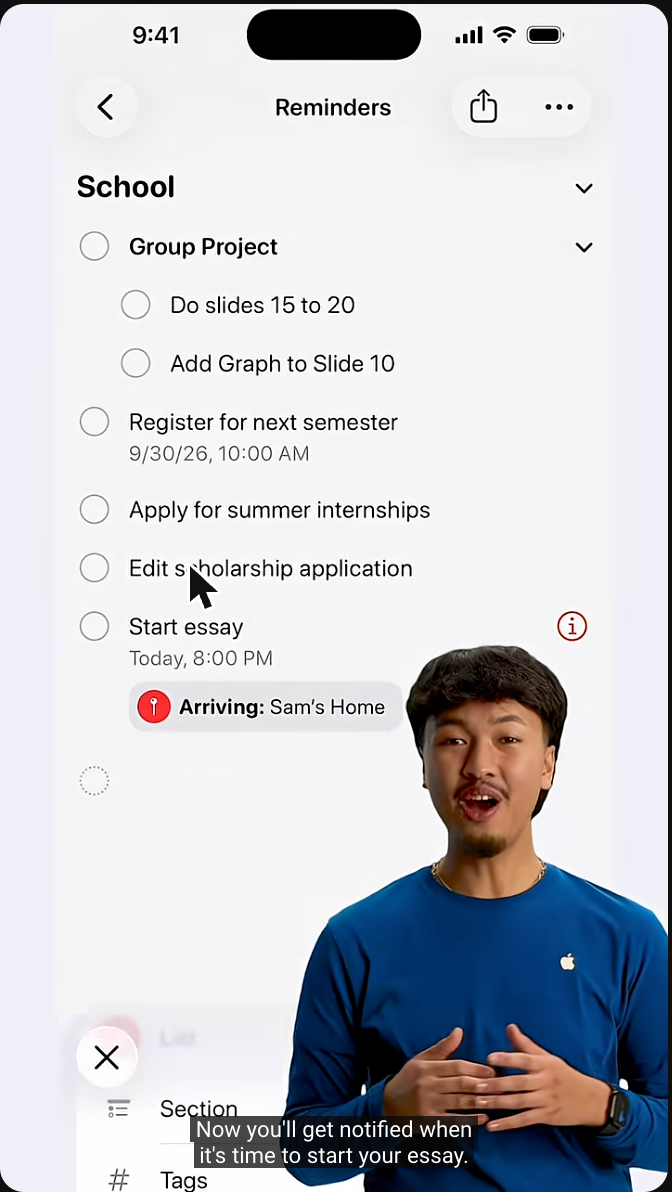 9:41
Reminders
School
Group Project
Do slides 15 to 20
Add Graph to Slide 10
Register for next semester
9/30/26, 10:00 AM
Apply for summer internships
Edit scholarship application
Start essay
Today, 8:00 PM
Arriving: Sam's Home
List
Section
# Tags
Now you'll get notified when
it's time to start your essay.